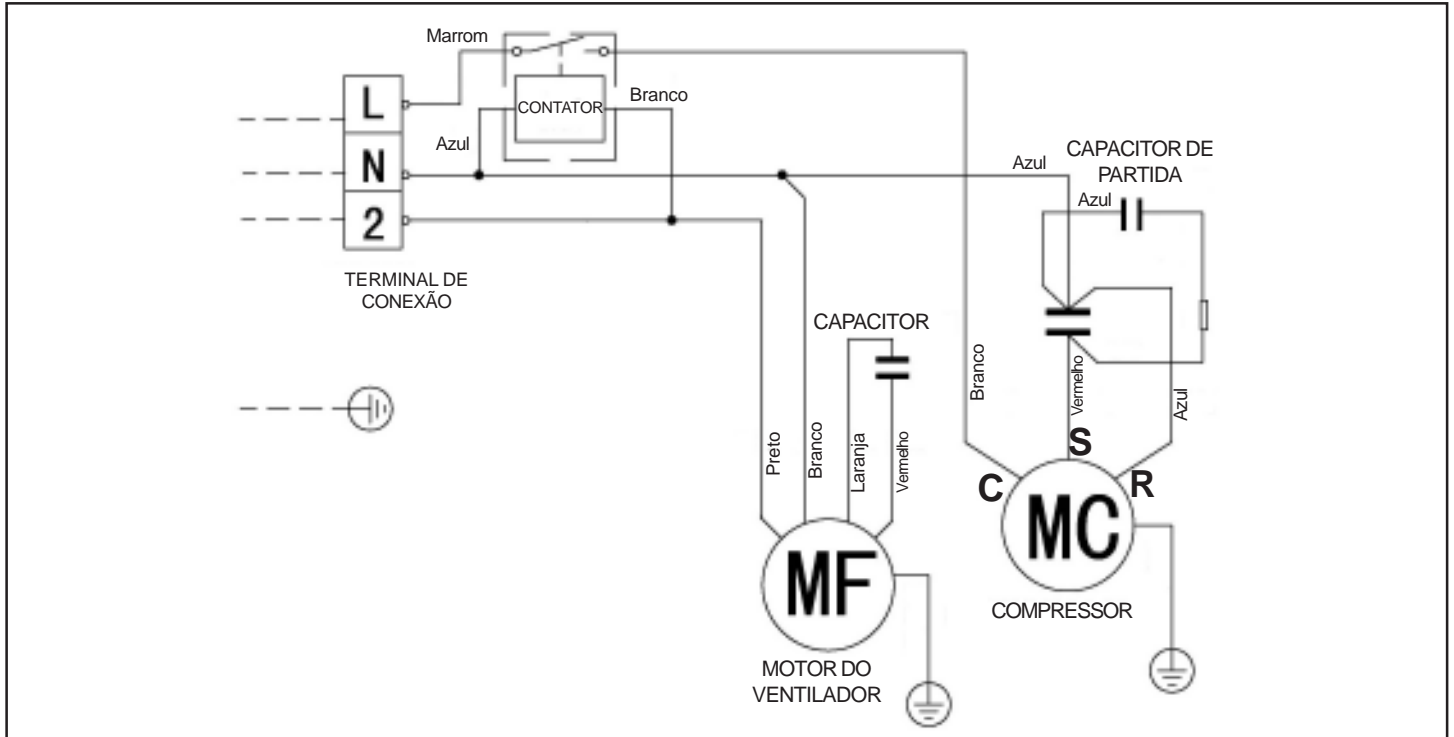 Marrom
CONTATOR
Branco
Azul
L
N
2
TERMINAL DE
CONEXÃO
Azul
CAPACITOR DE
PARTIDA
Azul
CAPACITOR
Preto
Branco
Laranja
Vermelho
Branco
Vermelho
Azul
C
S
R
MC
COMPRESSOR
MF
MOTOR DO
VENTILADOR